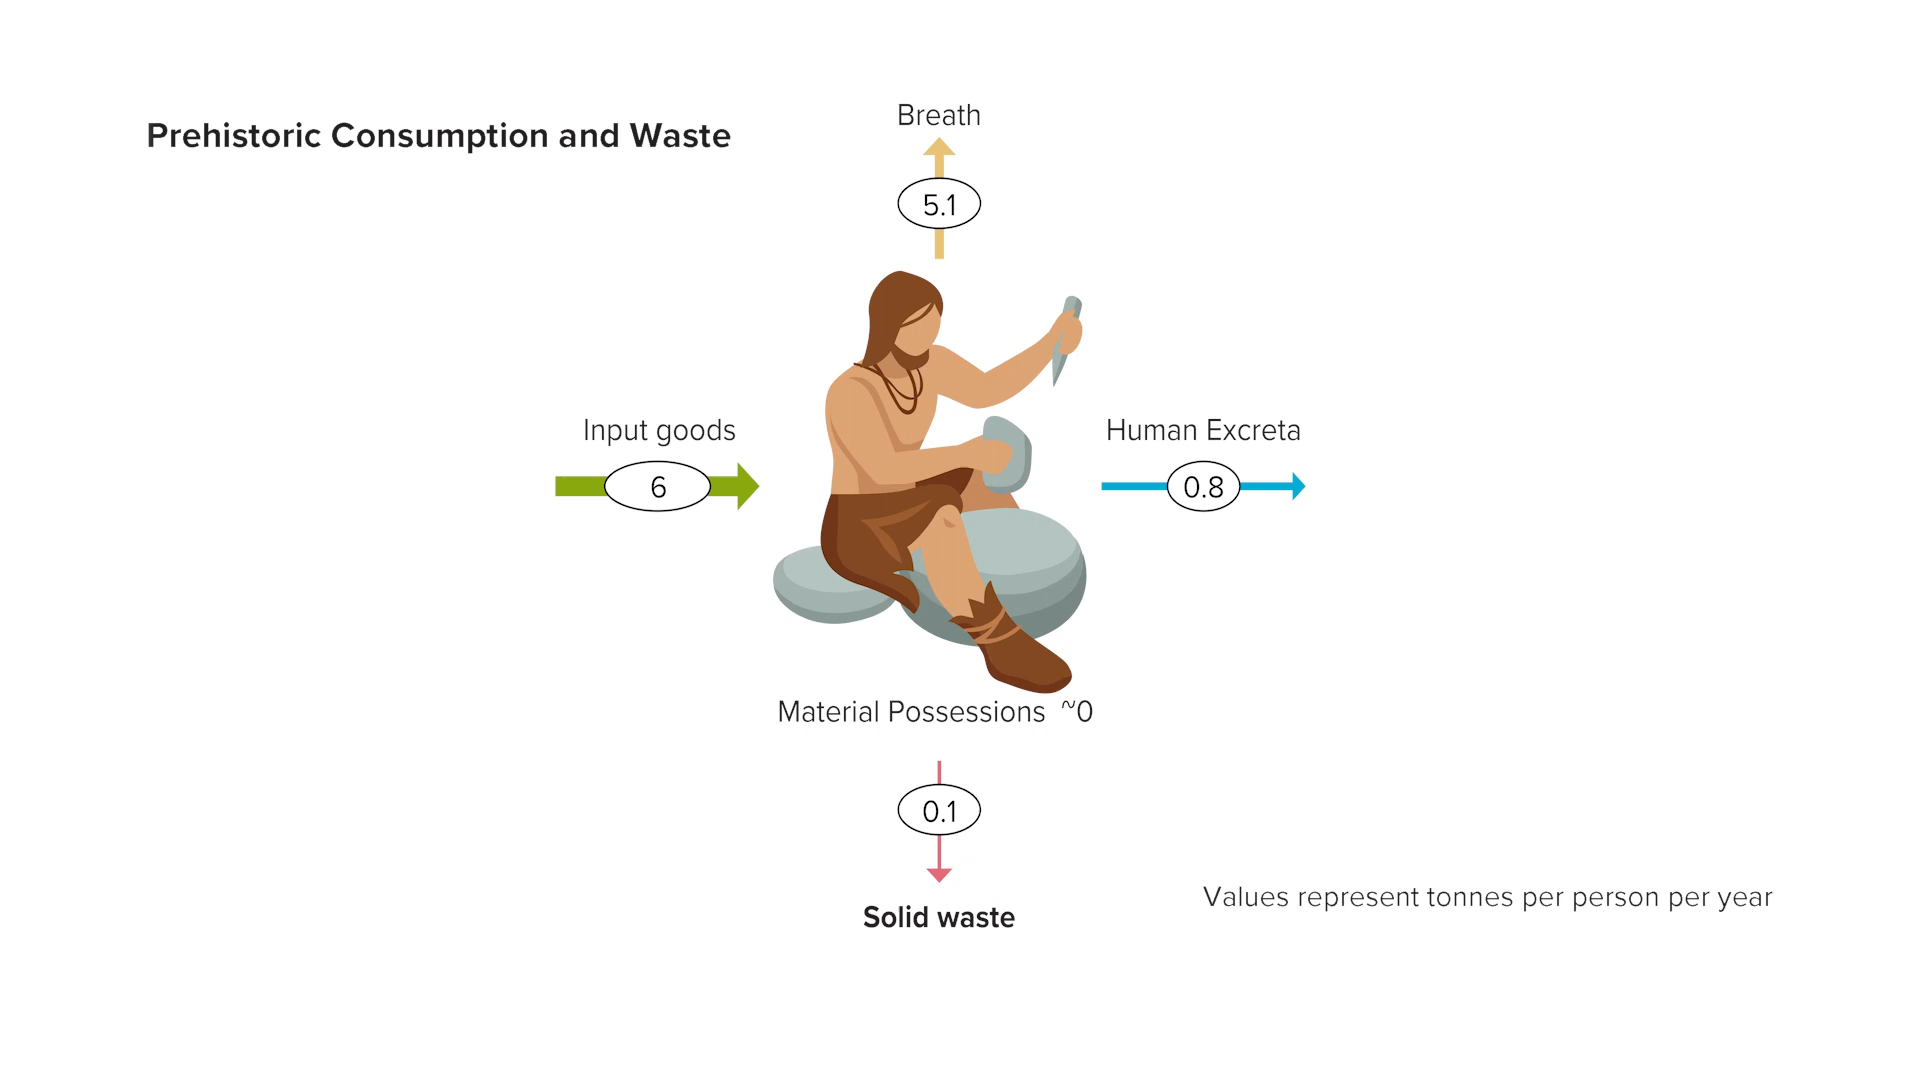 Prehistoric Consumption and Waste
Breath
5.1
Input goods
6
Human Excreta
0.8
Material Possessions ~0
0.1
Solid waste
Values represent tonnes per person per year